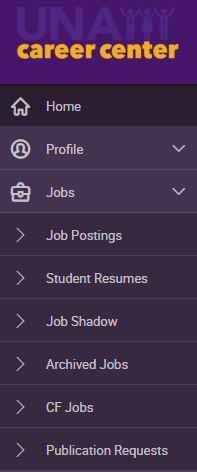 UNA
career center
Home
Profile
Jobs
Job Postings
Student Resumes
Job Shadow
Archived Jobs
CF Jobs
Publication Requests